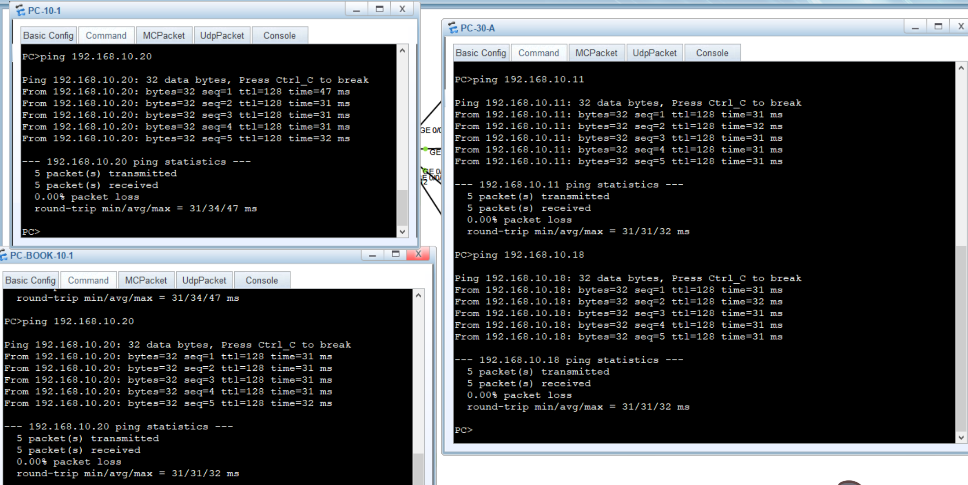 PC-10-1
Basic Config Command MCPacket UdpPacket Console
PC>ping 192.168.10.20
Ping 192.168.10.20: 32 data bytes, Press Ctrl_C to break
From 192.168.10.20: bytes=32 seq=1 ttl=128 time=47 ms
From 192.168.10.20: bytes=32 seq=2 ttl=128 time=31 ms
From 192.168.10.20: bytes=32 seq=3 ttl=128 time=31 ms
From 192.168.10.20: bytes=32 seq=4 ttl=128 time=31 ms
From 192.168.10.20: bytes=32 seq=5 ttl=128 time=32 ms
--- 192.168.10.20 ping statistics ---
5 packet(s) transmitted
5 packet(s) received
0.00% packet loss
round-trip min/avg/max = 31/34/47 ms
PC>
PC-BOOK-10-1
Basic Config Command MCPacket UdpPacket Console
round-trip min/avg/max = 31/34/47 ms
PC>ping 192.168.10.20
Ping 192.168.10.20: 32 data bytes, Press Ctrl_C to break
From 192.168.10.20: bytes=32 seq=1 ttl=128 time=31 ms
From 192.168.10.20: bytes=32 seq=2 ttl=128 time=31 ms
From 192.168.10.20: bytes=32 seq=3 ttl=128 time=31 ms
From 192.168.10.20: bytes=32 seq=4 ttl=128 time=31 ms
From 192.168.10.20: bytes=32 seq=5 ttl=128 time=32 ms
--- 192.168.10.20 ping statistics ---
5 packet(s) transmitted
5 packet(s) received
0.00% packet loss
round-trip min/avg/max = 31/31/32 ms
PC-30-A
Basic Config Command MCPacket UdpPacket Console
PC>ping 192.168.10.11
Ping 192.168.10.11: 32 data bytes, Press Ctrl_C to break
From 192.168.10.11: bytes=32 seq=1 ttl=128 time=31 ms
From 192.168.10.11: bytes=32 seq=2 ttl=128 time=32 ms
From 192.168.10.11: bytes=32 seq=3 ttl=128 time=31 ms
From 192.168.10.11: bytes=32 seq=4 ttl=128 time=31 ms
From 192.168.10.11: bytes=32 seq=5 ttl=128 time=31 ms
--- 192.168.10.11 ping statistics ---
5 packet(s) transmitted
5 packet(s) received
0.00% packet loss
round-trip min/avg/max = 31/31/32 ms
PC>ping 192.168.10.18
Ping 192.168.10.18: 32 data bytes, Press Ctrl_C to break
From 192.168.10.18: bytes=32 seq=1 ttl=128 time=31 ms
From 192.168.10.18: bytes=32 seq=2 ttl=128 time=32 ms
From 192.168.10.18: bytes=32 seq=3 ttl=128 time=31 ms
From 192.168.10.18: bytes=32 seq=4 ttl=128 time=31 ms
From 192.168.10.18: bytes=32 seq=5 ttl=128 time=31 ms
--- 192.168.10.18 ping statistics ---
5 packet(s) transmitted
5 packet(s) received
0.00% packet loss
round-trip min/avg/max = 31/31/32 ms
PC>